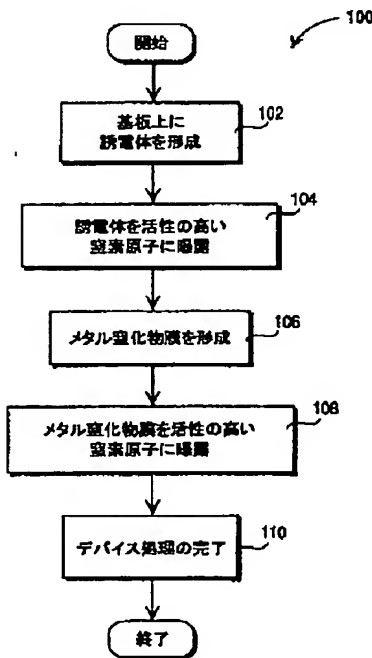 100
開始
102
基板上に
誘電体を形成
104
誘電体を活性の高い
窒素原子に曝露
106
メタル窒化物膜を形成
108
メタル窒化物膜を活性の高い
窒素原子に曝露
110
デバイス処理の完了
終了